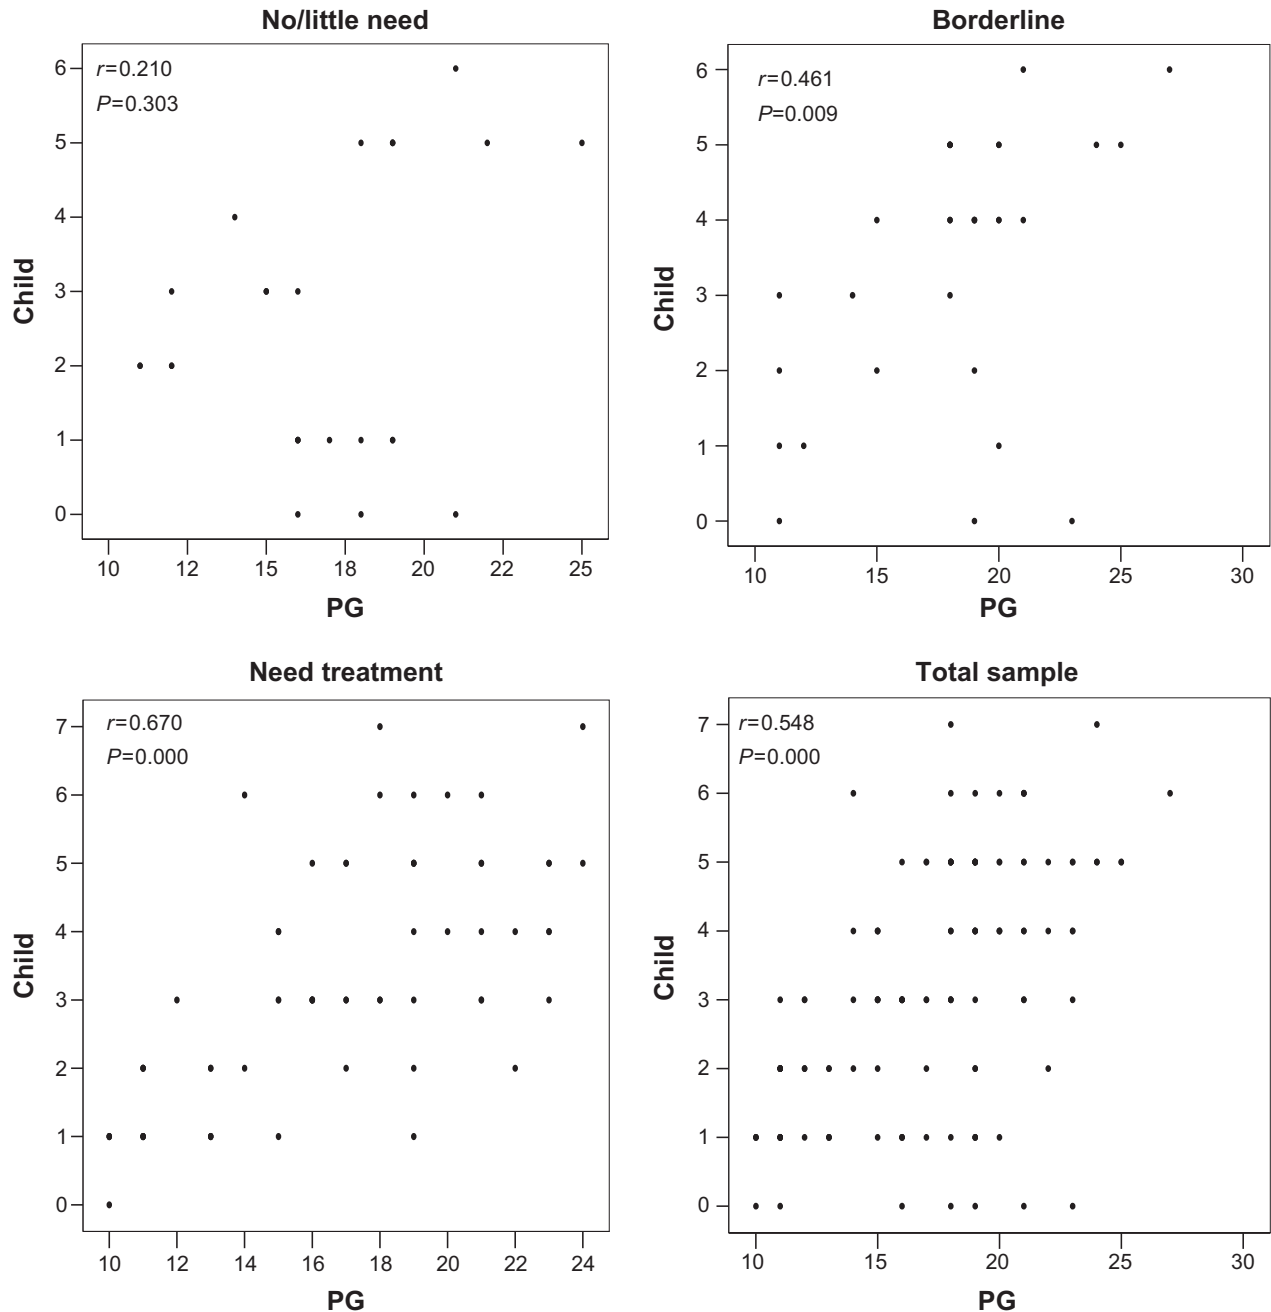 No/little need
r=0.210
P=0.303
6
5
4
3
2
1
0
Child
10 12 15 18 20 22 25
PG
Borderline
r=0.461
P=0.009
6
5
4
3
2
1
0
Child
10 15 20 25 30
PG
Need treatment
r=0.670
P=0.000
7
6
5
4
3
2
1
0
Child
10 12 14 16 18 20 22 24
PG
Total sample
r=0.548
P=0.000
7
6
5
4
3
2
1
0
Child
10 15 20 25 30
PG